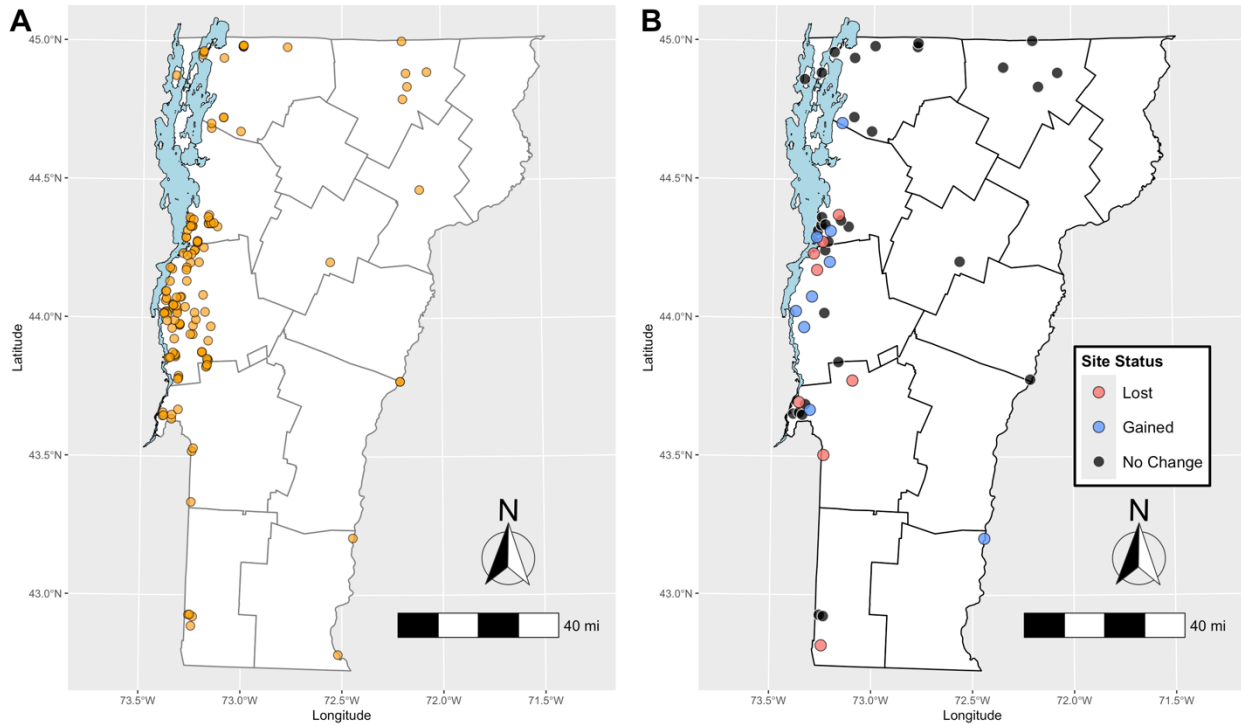 A
B
45.0°N
44.5°N
44.0°N
43.5°N
43.0°N
Latitude
73.5°W
73.0°W
72.5°W
72.0°W
71.5°W
Longitude
N
40 mi
45.0°N
44.5°N
44.0°N
43.5°N
43.0°N
Latitude
73.5°W
73.0°W
72.5°W
72.0°W
71.5°W
Longitude
Site Status
Lost
Gained
No Change
N
40 mi